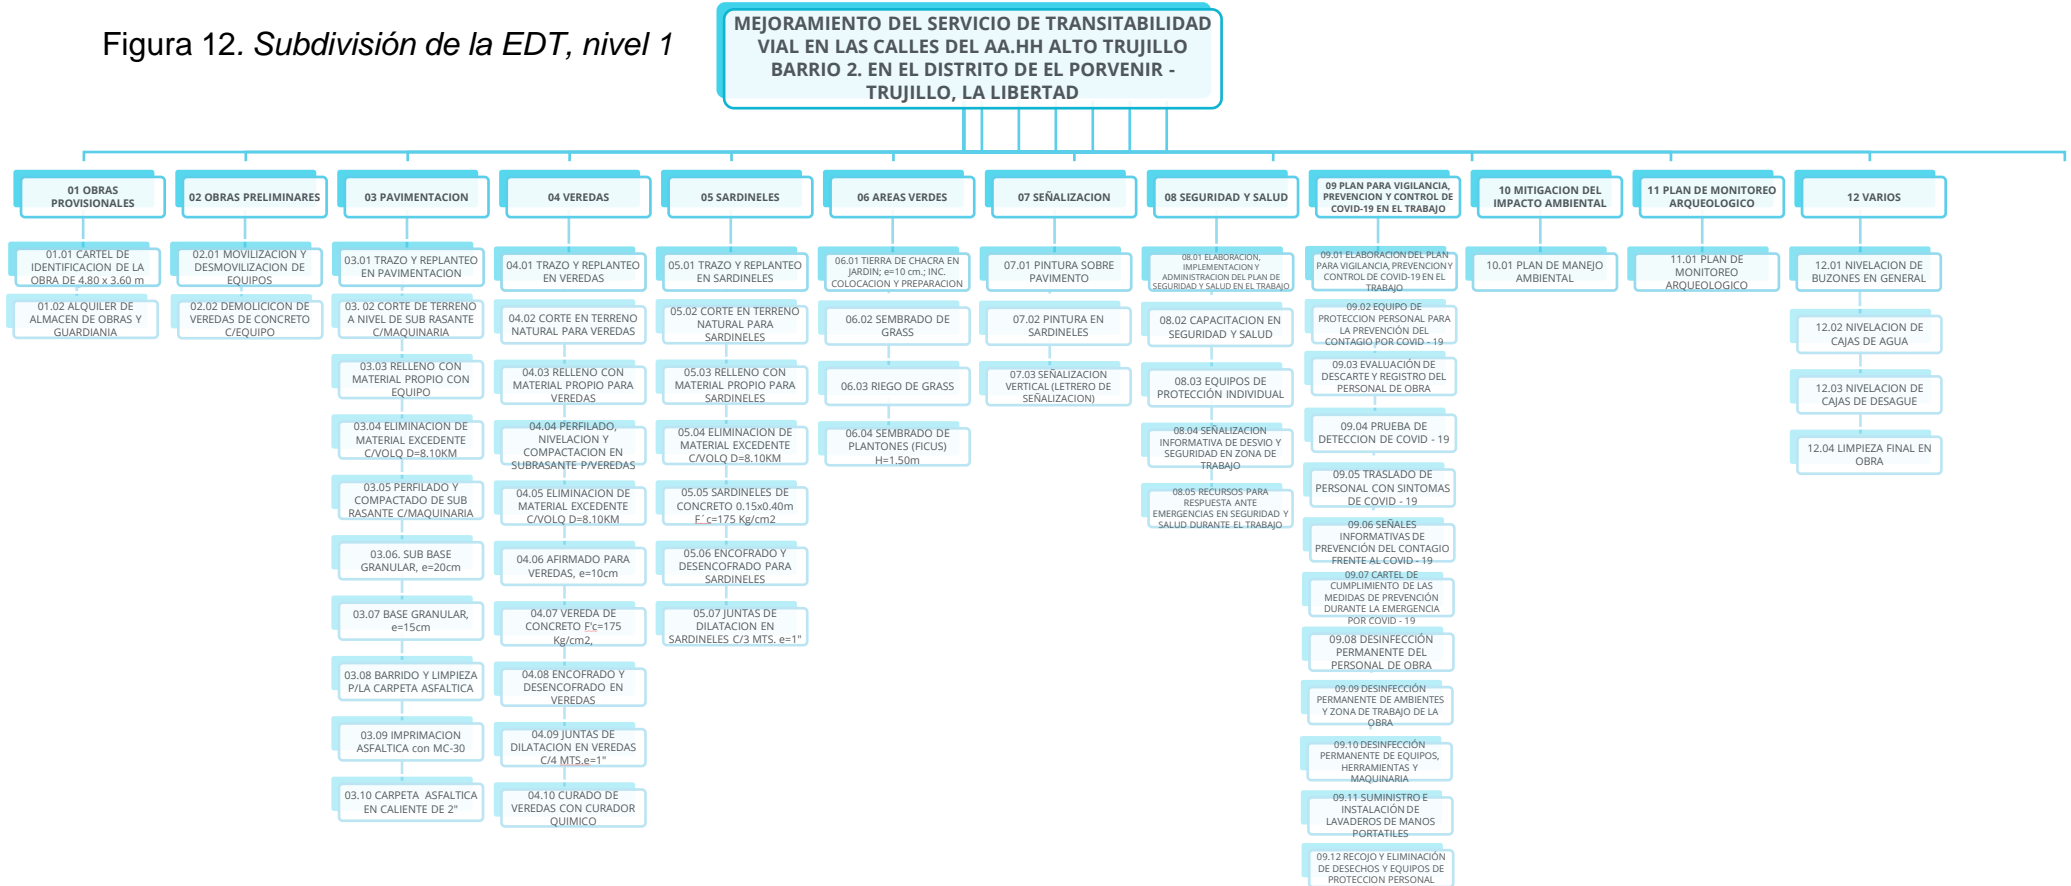 Figura 12. Subdivisión de la EDT, nivel 1
MEJORAMIENTO DEL SERVICIO DE TRANSITABILIDAD
VIAL EN LAS CALLES DEL AA.HH ALTO TRUJILLO
BARRIO 2. EN EL DISTRITO DE EL PORVENIR -
TRUJILLO, LA LIBERTAD
01 OBRAS
PROVISIONALES
01.01 CARTEL DE
IDENTIFICACION DE LA
OBRA DE 4.80 x 3.60 m
01.02 ALQUILER DE
ALMACEN DE OBRAS Y
GUARDIANIA
02 OBRAS PRELIMINARES
02.01 MOVILIZACION Y
DESMOVILIZACION DE
EQUIPOS
02.02 DEMOLICICON DE
VEREDAS DE CONCRETO
C/EQUIPO
03 PAVIMENTACION
03.01 TRAZO Y REPLANTEO
EN PAVIMENTACION
03. 02 CORTE DE TERRENO
A NIVEL DE SUB RASANTE
C/MAQUINARIA
03.03 RELLENO CON
MATERIAL PROPIO CON
EQUIPO
03.04 ELIMINACION DE
MATERIAL EXCEDENTE
C/VOLQ D=8.10KM
03.05 PERFILADO Y
COMPACTADO DE SUB
RASANTE C/MAQUINARIA
03.06. SUB BASE
GRANULAR, e=20cm
03.07 BASE GRANULAR,
e=15cm
03.08 BARRIDO Y LIMPIEZA
P/LA CARPETA ASFALTICA
03.09 IMPRIMACION
ASFALTICA con MC-30
03.10 CARPETA ASFALTICA
EN CALIENTE DE 2"
04 VEREDAS
04.01 TRAZO Y REPLANTEO
EN VEREDAS
04.02 CORTE EN TERRENO
NATURAL PARA VEREDAS
04.03 RELLENO CON
MATERIAL PROPIO PARA
VEREDAS
04.04 PERFILADO,
NIVELACION Y
COMPACTACION EN
SUBRASANTE P/VEREDAS
04.05 ELIMINACION DE
MATERIAL EXCEDENTE
C/VOLQ D=8.10KM
04.06 AFIRMADO PARA
VEREDAS, e=10cm
04.07 VEREDA DE
CONCRETO F'c=175
Kg/cm2,
04.08 ENCOFRADO Y
DESENCOFRADO EN
VEREDAS
04.09 JUNTAS DE
DILATACION EN VEREDAS
C/4 MTS.e=1"
04.10 CURADO DE
VEREDAS CON CURADOR
QUIMICO
05 SARDINELES
05.01 TRAZO Y REPLANTEO
EN SARDINELES
05.02 CORTE EN TERRENO
NATURAL PARA
SARDINELES
05.03 RELLENO CON
MATERIAL PROPIO PARA
SARDINELES
05.04 ELIMINACION DE
MATERIAL EXCEDENTE
C/VOLQ D=8.10KM
05.05 SARDINELES DE
CONCRETO 0.15x0.40m
F´c=175 Kg/cm2
05.06 ENCOFRADO Y
DESENCOFRADO PARA
SARDINELES
05.07 JUNTAS DE
DILATACION EN
SARDINELES C/3 MTS. e=1"
06 AREAS VERDES
06.01 TIERRA DE CHACRA EN
JARDIN; e=10 cm.; INC.
COLOCACION Y PREPARACION
06.02 SEMBRADO DE
GRASS
06.03 RIEGO DE GRASS
06.04 SEMBRADO DE
PLANTONES (FICUS)
H=1.50m
07 SEÑALIZACION
07.01 PINTURA SOBRE
PAVIMENTO
07.02 PINTURA EN
SARDINELES
07.03 SEÑALIZACION
VERTICAL (LETRERO DE
SEÑALIZACION)
08 SEGURIDAD Y SALUD
08.01 ELABORACION,
IMPLEMENTACION Y
ADMINISTRACION DEL PLAN DE
SEGURIDAD Y SALUD EN EL TRABAJO
08.02 CAPACITACION EN
SEGURIDAD Y SALUD
08.03 EQUIPOS DE
PROTECCIÓN INDIVIDUAL
08.04 SEÑALIZACION
INFORMATIVA DE DESVIO Y
SEGURIDAD EN ZONA DE
TRABAJO
08.05 RECURSOS PARA
RESPUESTA ANTE
EMERGENCIAS EN SEGURIDAD Y
SALUD DURANTE EL TRABAJO
09 PLAN PARA VIGILANCIA,
PREVENCION Y CONTROL DE
COVID-19 EN EL TRABAJO
09.01 ELABORACION DEL PLAN
PARA VIGILANCIA, PREVENCION Y
CONTROL DE COVID-19 EN EL
TRABAJO
09.02 EQUIPO DE
PROTECCION PERSONAL PARA
LA PREVENCIÓN DEL
CONTAGIO POR COVID - 19
09.03 EVALUACIÓN DE
DESCARTE Y REGISTRO DEL
PERSONAL DE OBRA
09.04 PRUEBA DE
DETECCION DE COVID - 19
09.05 TRASLADO DE
PERSONAL CON SINTOMAS
DE COVID - 19
09.06 SEÑALES
INFORMATIVAS DE
PREVENCIÓN DEL CONTAGIO
FRENTE AL COVID - 19
09.07 CARTEL DE
CUMPLIMIENTO DE LAS
MEDIDAS DE PREVENCIÓN
DURANTE LA EMERGENCIA
POR COVID - 19
09.08 DESINFECCIÓN
PERMANENTE DEL
PERSONAL DE OBRA
09.09 DESINFECCIÓN
PERMANENTE DE AMBIENTES
Y ZONA DE TRABAJO DE LA
OBRA
09.10 DESINFECCIÓN
PERMANENTE DE EQUIPOS,
HERRAMIENTAS Y
MAQUINARIA
09.11 SUMINISTRO E
INSTALACIÓN DE
LAVADEROS DE MANOS
PORTATILES
09.12 RECOJO Y ELIMINACIÓN
DE DESECHOS Y EQUIPOS DE
PROTECCION PERSONAL
10 MITIGACION DEL
IMPACTO AMBIENTAL
10.01 PLAN DE MANEJO
AMBIENTAL
11 PLAN DE MONITOREO
ARQUEOLOGICO
11.01 PLAN DE
MONITOREO
ARQUEOLOGICO
12 VARIOS
12.01 NIVELACION DE
BUZONES EN GENERAL
12.02 NIVELACION DE
CAJAS DE AGUA
12.03 NIVELACION DE
CAJAS DE DESAGUE
12.04 LIMPIEZA FINAL EN
OBRA